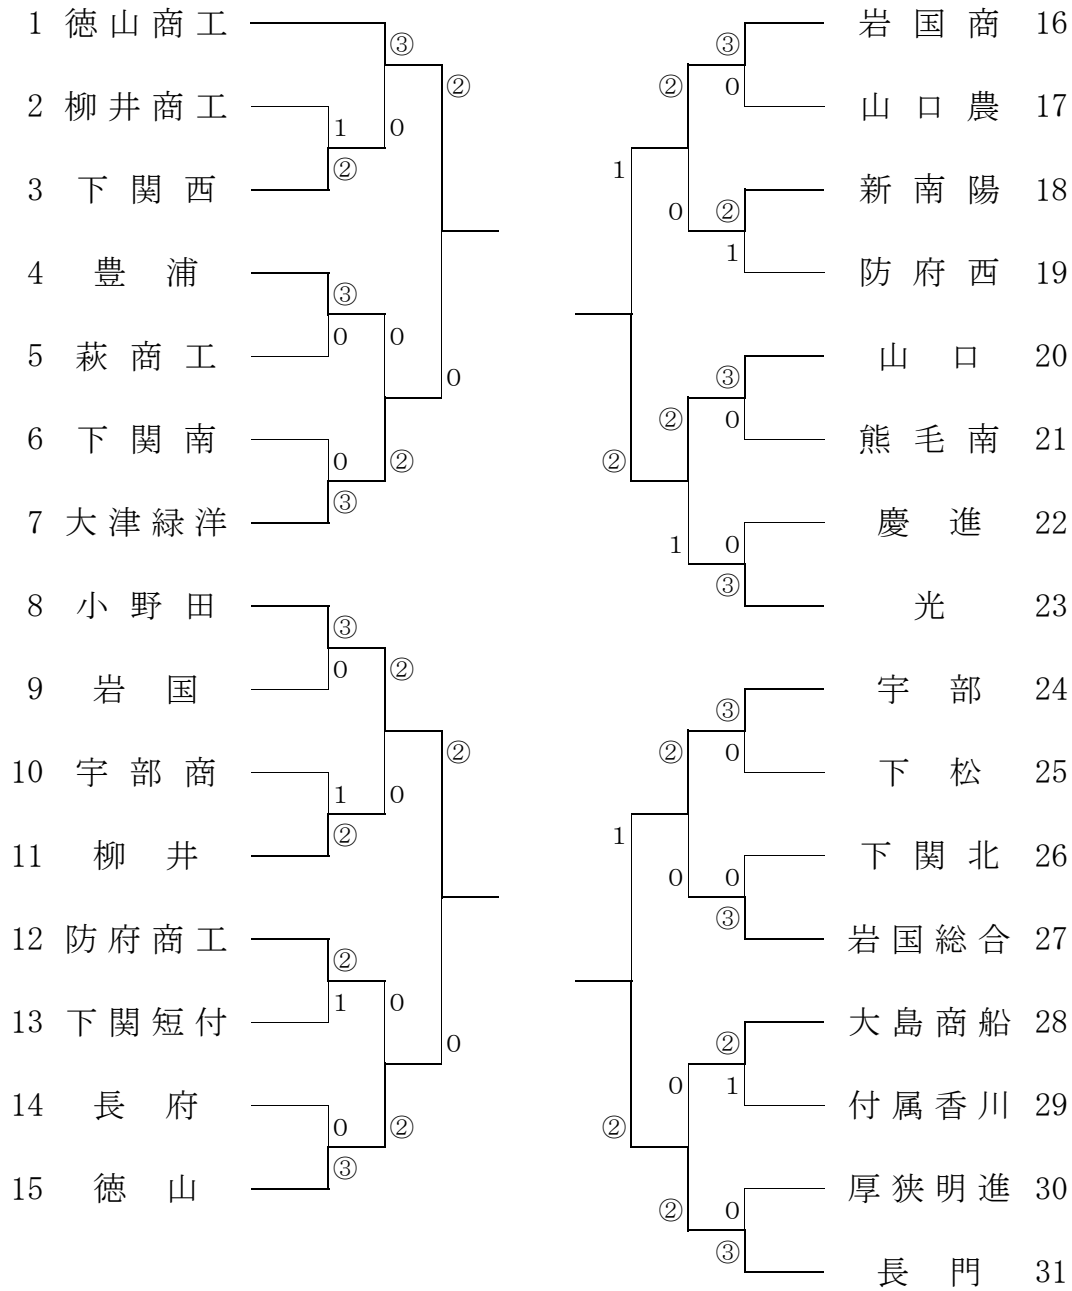 1 徳山商工
③
②
2 柳井商工
1
0
②
3 下関西
4 豊浦
③
0
0
5 萩商工
0
6 下関南
0
②
③
7 大津緑洋
8 小野田
③
0
②
9 岩国
②
10 宇部商
1
0
②
11 柳井
12 防府商工
②
1
0
13 下関短付
0
14 長府
0
②
③
15 徳山
岩国商 16
③
②
0
山口農 17
1
新南陽 18
0
②
1
防府西 19
山口 20
③
②
0
熊毛南 21
②
慶進 22
1
0
③
光 23
宇部 24
③
②
0
下松 25
1
下関北 26
0
0
③
岩国総合 27
大島商船 28
②
0
1
付属香川 29
②
厚狭明進 30
②
0
③
長門 31